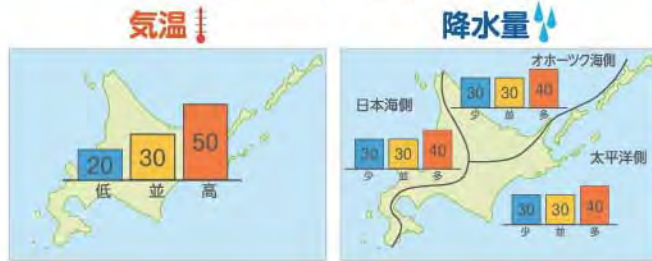 気温
20
30
50
低 並 高
降水量
オホーツク海側
30 30 40
少 並 多
日本海側
30 30 40
少 並 多
太平洋側
30 30 40
少 並 多